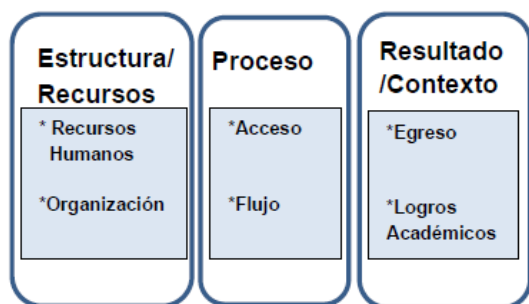 Estructura/
Recursos
* Recursos
Humanos
*Organización
Proceso
*Acceso
*Flujo
Resultado
/Contexto
*Egreso
*Logros
Académicos